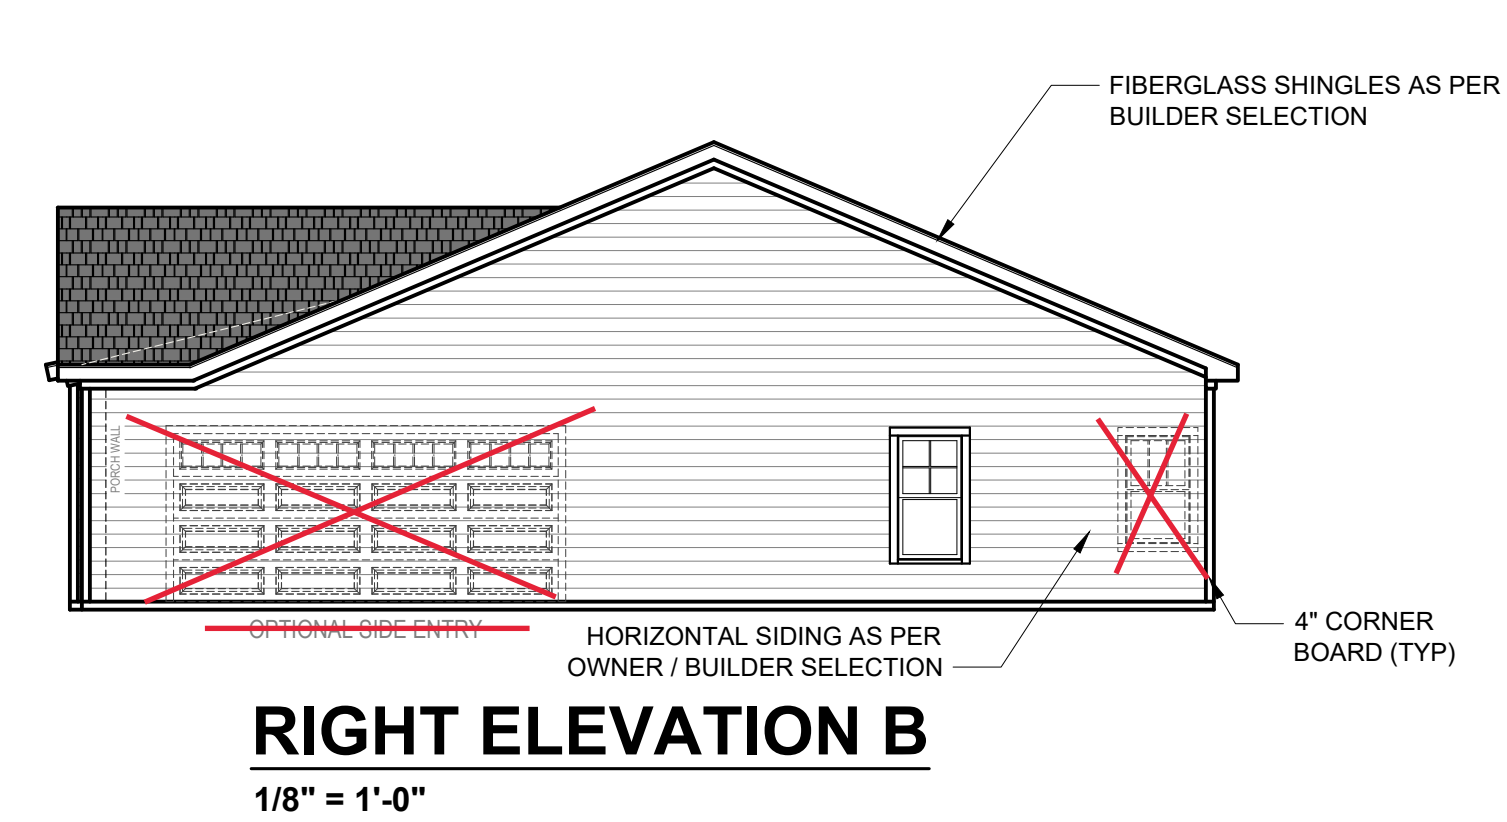 FIBERGLASS SHINGLES AS PER
BUILDER SELECTION
PORCH WALL
OPTIONAL SIDE ENTRY
HORIZONTAL SIDING AS PER
OWNER / BUILDER SELECTION
4" CORNER
BOARD (TYP)
RIGHT ELEVATION B
1/8" = 1'-0"